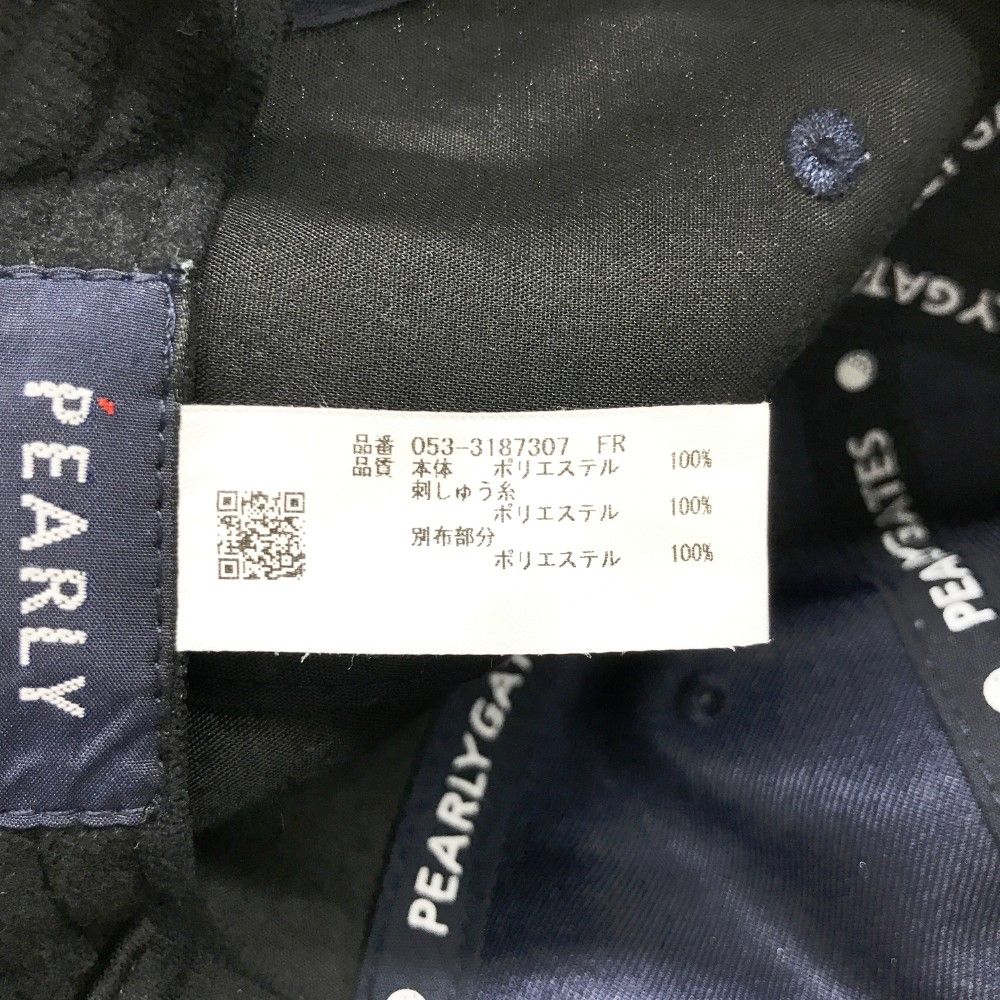 品番 053-3187307 FR
品質 本体 ポリエステル 100%
刺しゅう糸
ポリエステル 100%
別布部分
ポリエステル 100%
PEARLY
PEARLYGATES
PEARLYGAT
LYGAT